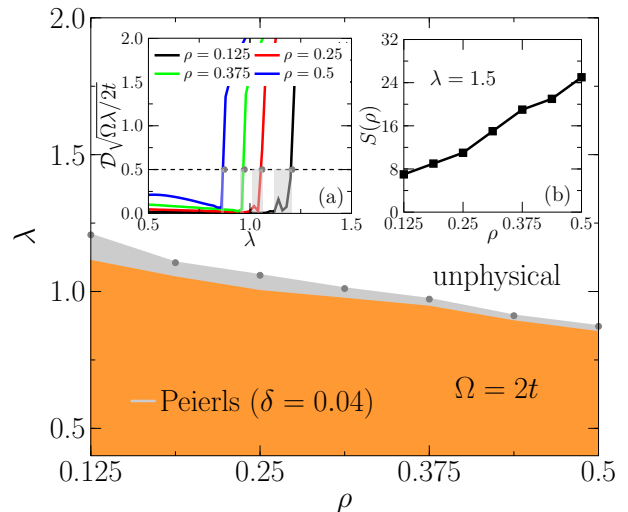 2.0
1.5
1.0
0.5
λ
0.125 0.25 0.375 0.5
ρ
unphysical
Ω = 2t
Peierls (δ = 0.04)
2.0
1.5
1.0
0.5
0.0
𝒟√Ωλ/2t
ρ = 0.125 ρ = 0.25
ρ = 0.375 ρ = 0.5
(a)
0.5 1.0 1.5
λ
32
24
16
8
0
S(ρ)
λ = 1.5
(b)
0.125 0.25 0.375 0.5
ρ